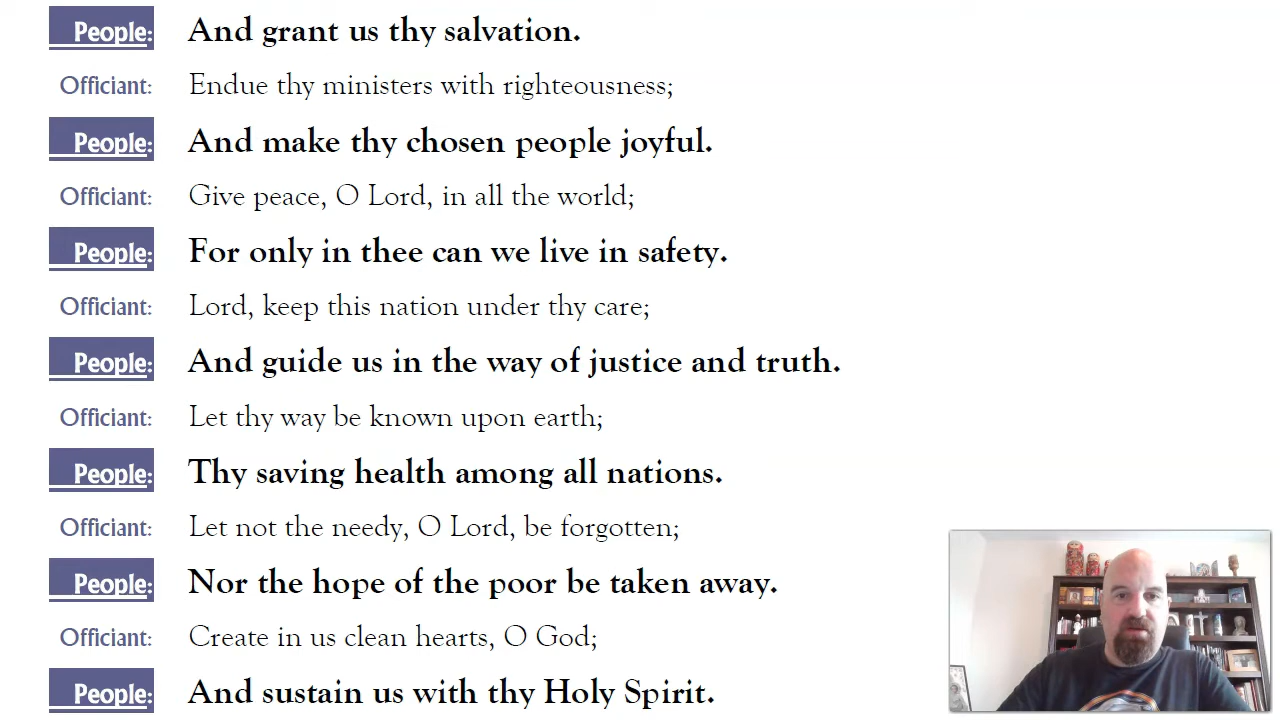 People: And grant us thy salvation.
Officiant: Endue thy ministers with righteousness;
People: And make thy chosen people joyful.
Officiant: Give peace, O Lord, in all the world;
People: For only in thee can we live in safety.
Officiant: Lord, keep this nation under thy care;
People: And guide us in the way of justice and truth.
Officiant: Let thy way be known upon earth;
People: Thy saving health among all nations.
Officiant: Let not the needy, O Lord, be forgotten;
People: Nor the hope of the poor be taken away.
Officiant: Create in us clean hearts, O God;
People: And sustain us with thy Holy Spirit.